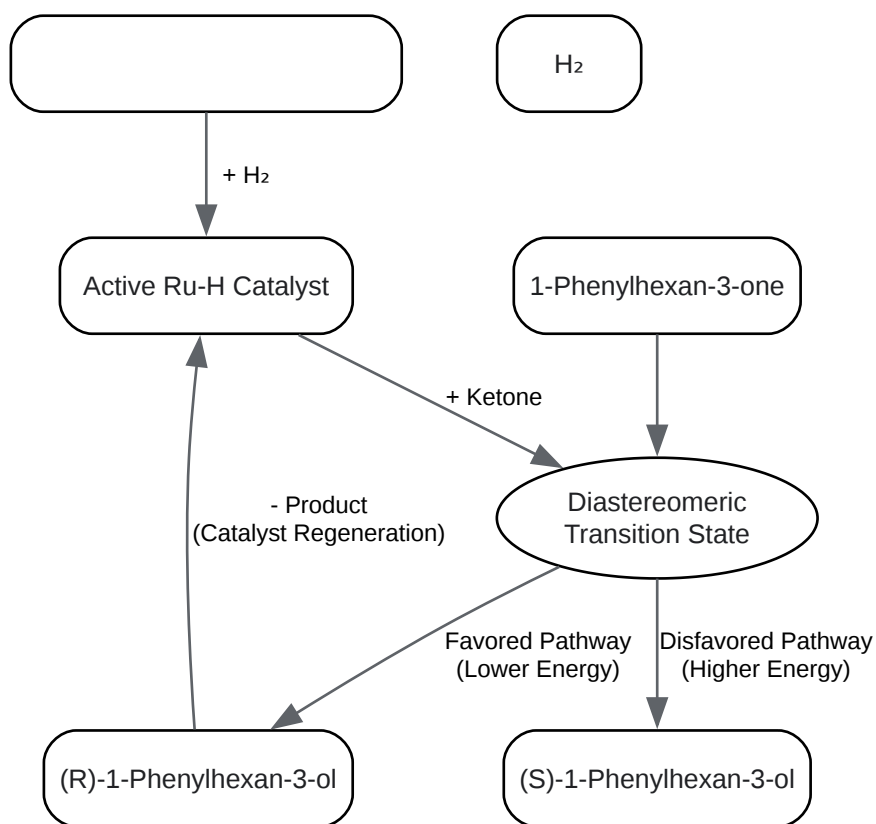 H₂
+ H₂
Active Ru-H Catalyst
1-Phenylhexan-3-one
+ Ketone
Diastereomeric
Transition State
- Product
(Catalyst Regeneration)
Favored Pathway
(Lower Energy)
Disfavored Pathway
(Higher Energy)
(R)-1-Phenylhexan-3-ol
(S)-1-Phenylhexan-3-ol